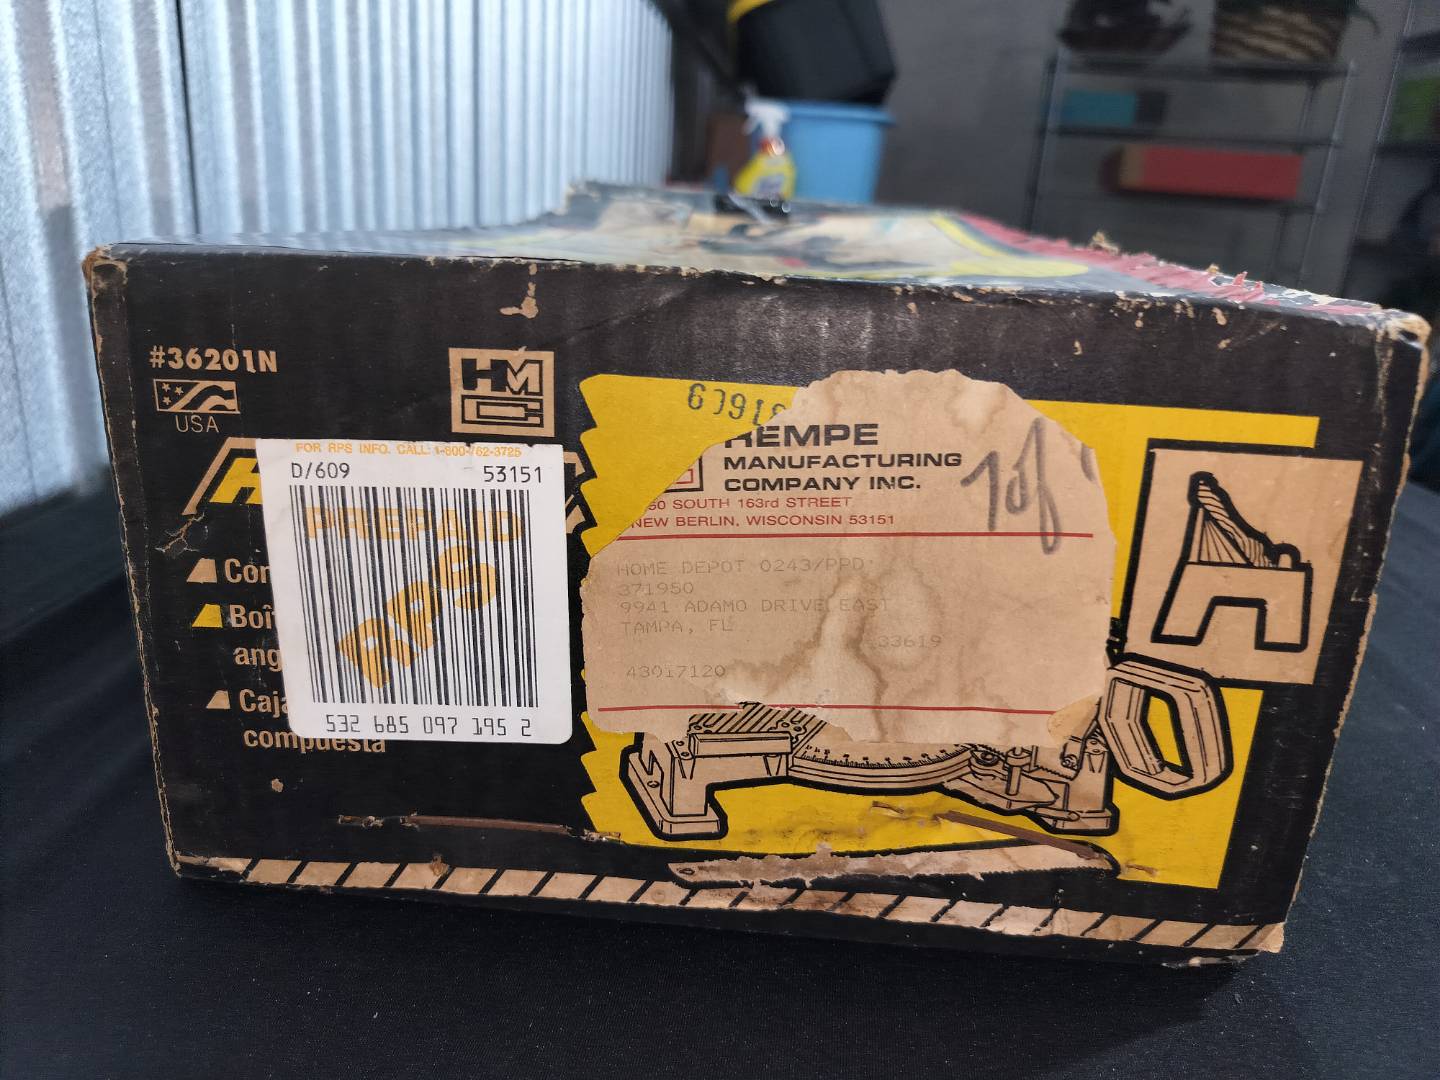 #36201N
USA
HM
FOR RPS INFO. CALL: 1-800-762-3725
D/609 53151
PREPAID
RPS
532 685 097 195 2
Boî
ang
Caja
compuesta
HEMPE
MANUFACTURING
COMPANY INC.
50 SOUTH 163rd STREET
NEW BERLIN, WISCONSIN 53151
HOME DEPOT 0243/PPD
371950
9941 ADAMO DRIVE EAST
TAMPA, FL
33619
43017120